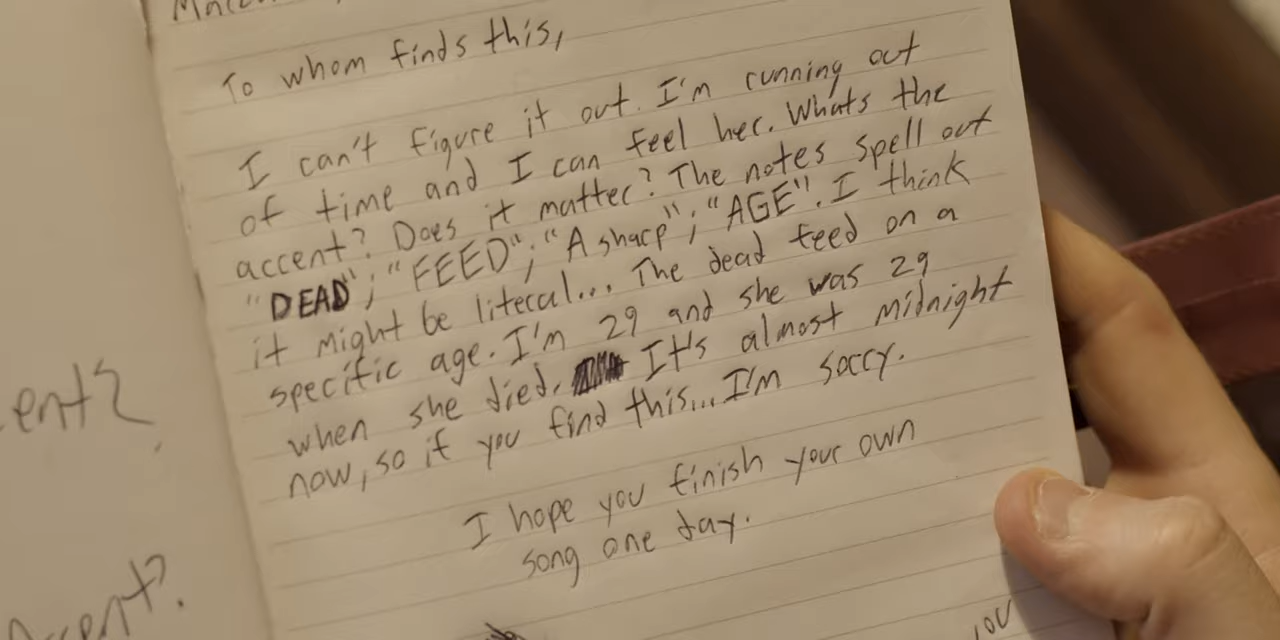 To whom finds this,
I can't figure it out. I'm running out
of time and I can feel her. Whats the
accent? Does it matter? The notes spell out
"DEAD"; "FEED"; "A sharp"; "AGE". I think
it might be literal... The dead feed on a
specific age. I'm 29 and she was 29
when she died. It's almost midnight
now, so if you find this... I'm sorry.
I hope you finish your own
song one day.